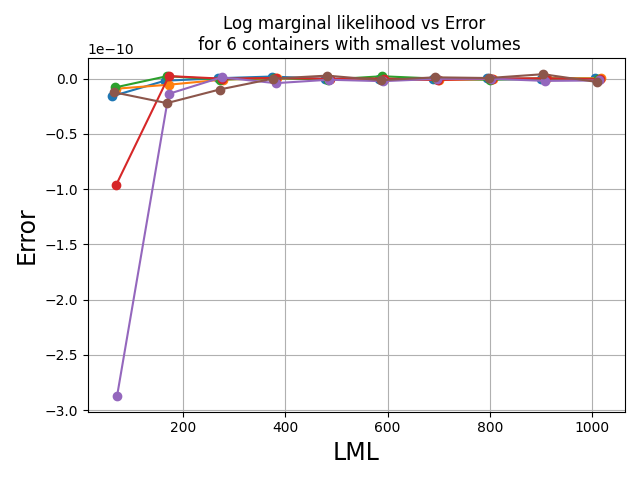 Log marginal likelihood vs Error
for 6 containers with smallest volumes
1e−10
0.0
−0.5
−1.0
−1.5
−2.0
−2.5
−3.0
Error
200 400 600 800 1000
LML